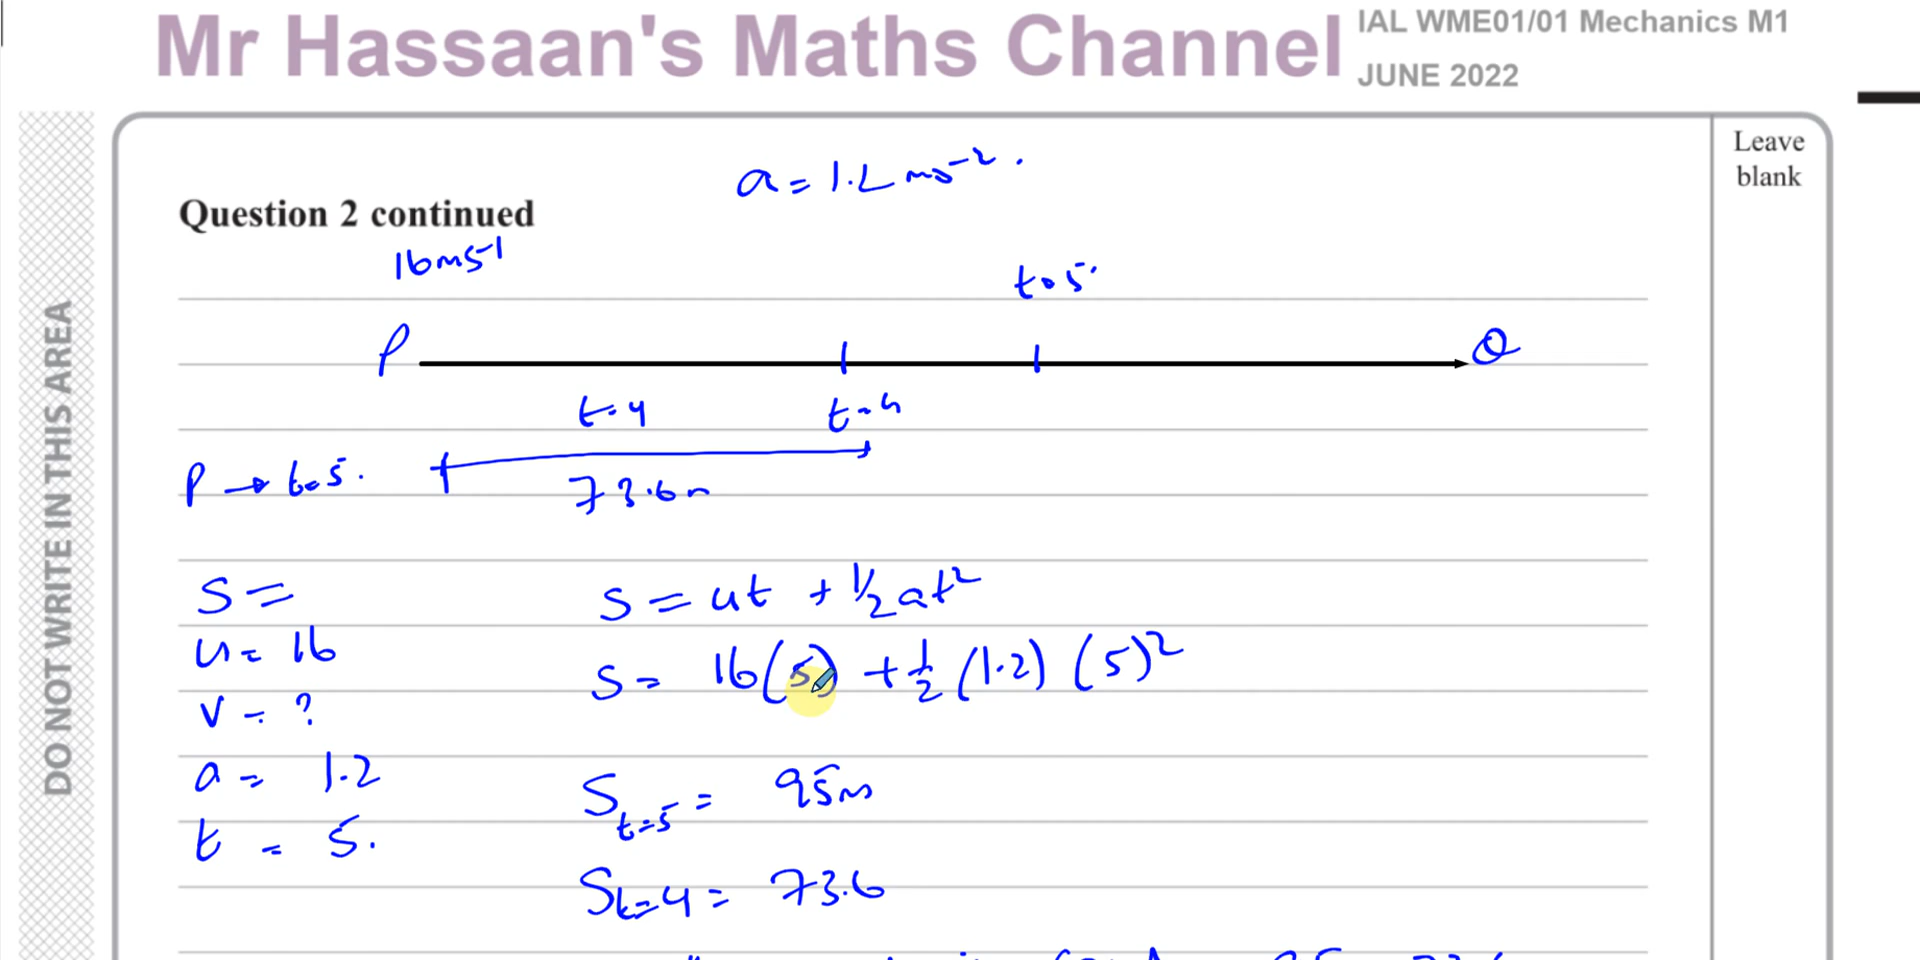 Mr Hassaan's Maths Channel
IAL WME01/01 Mechanics M1
JUNE 2022
Leave
blank
DO NOT WRITE IN THIS AREA
a = 1.2 ms⁻².
Question 2 continued
16ms⁻¹
t=5.
P Q
t=4 t=4
P → t=5.
73.6m
S = S = ut + ½at²
u = 16 S = 16(5) + ½(1.2)(5)²
v = ?
a = 1.2 S t=5 = 95m
t = 5.
S t=4 = 73.6